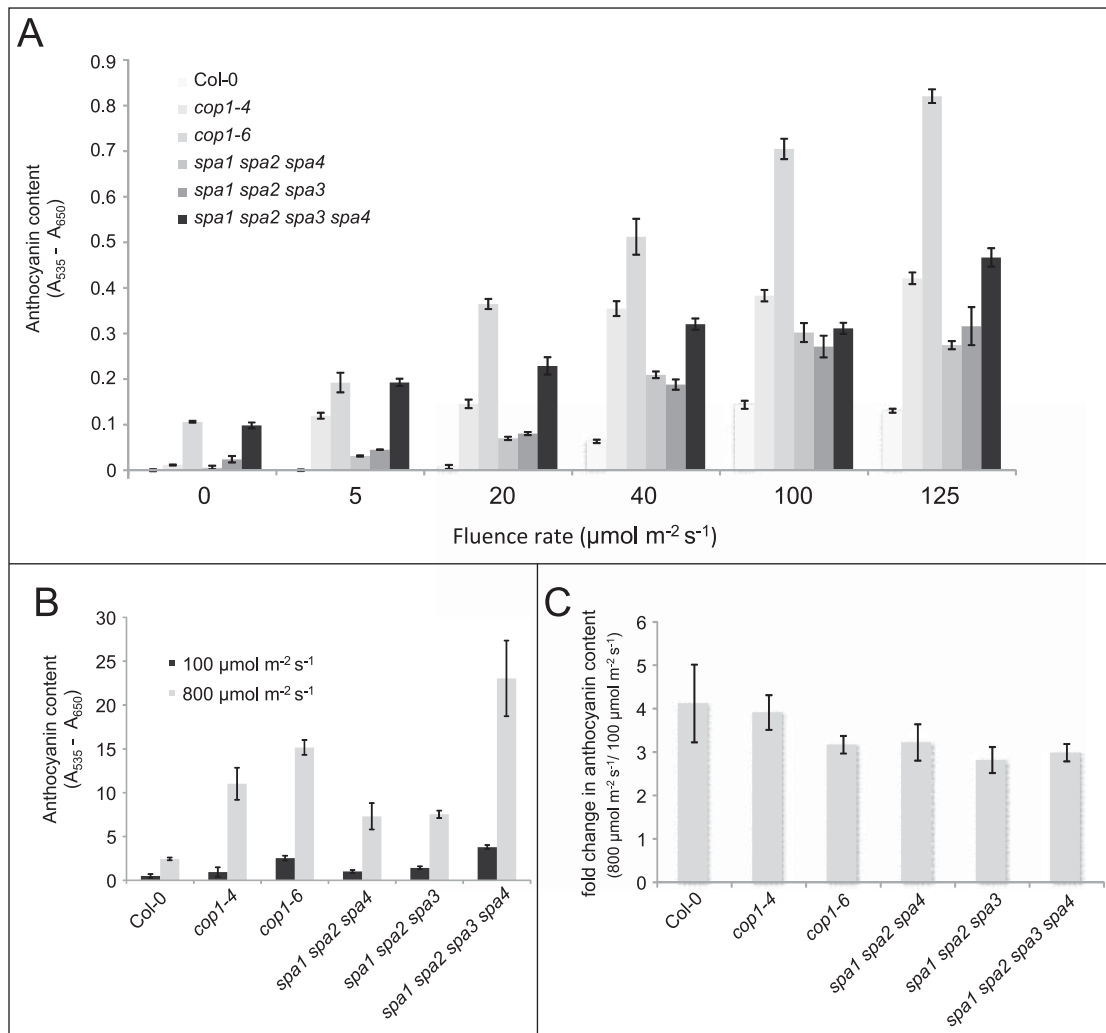 A
Anthocyanin content
(A535 - A650)
0.9
0.8
0.7
0.6
0.5
0.4
0.3
0.2
0.1
0
Col-0
cop1-4
cop1-6
spa1 spa2 spa4
spa1 spa2 spa3
spa1 spa2 spa3 spa4
0 5 20 40 100 125
Fluence rate (µmol m-2 s-1)
B
Anthocyanin content
(A535 - A650)
30
25
20
15
10
5
0
100 µmol m-2 s-1
800 µmol m-2 s-1
Col-0
cop1-4
cop1-6
spa1 spa2 spa4
spa1 spa2 spa3
spa1 spa2 spa3 spa4
C
fold change in anthocyanin content
(800 µmol m-2 s-1/ 100 µmol m-2 s-1)
6
5
4
3
2
1
0
Col-0
cop1-4
cop1-6
spa1 spa2 spa4
spa1 spa2 spa3
spa1 spa2 spa3 spa4